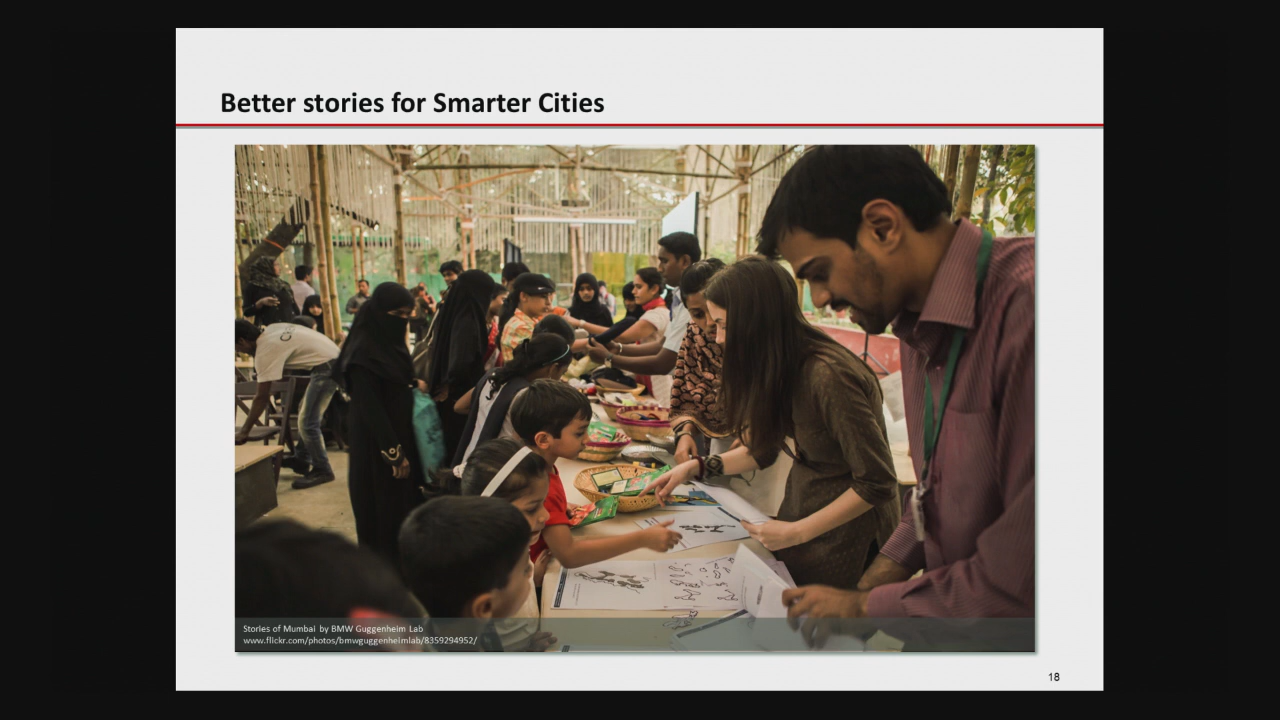 Better stories for Smarter Cities
Stories of Mumbai by BMW Guggenheim Lab
www.flickr.com/photos/bmwguggenheimlab/8359294952/
18